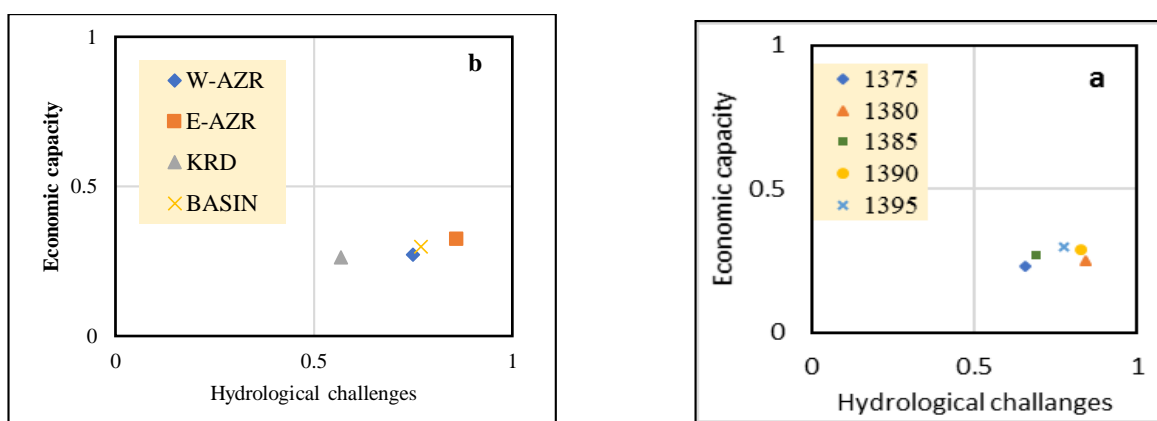 1
b
W-AZR
E-AZR
KRD
BASIN
0.5
0
0
0.5
1
Economic capacity
Hydrological challenges
1
a
1375
1380
1385
1390
1395
0.5
0
0
0.5
1
Economic capacity
Hydrological challanges